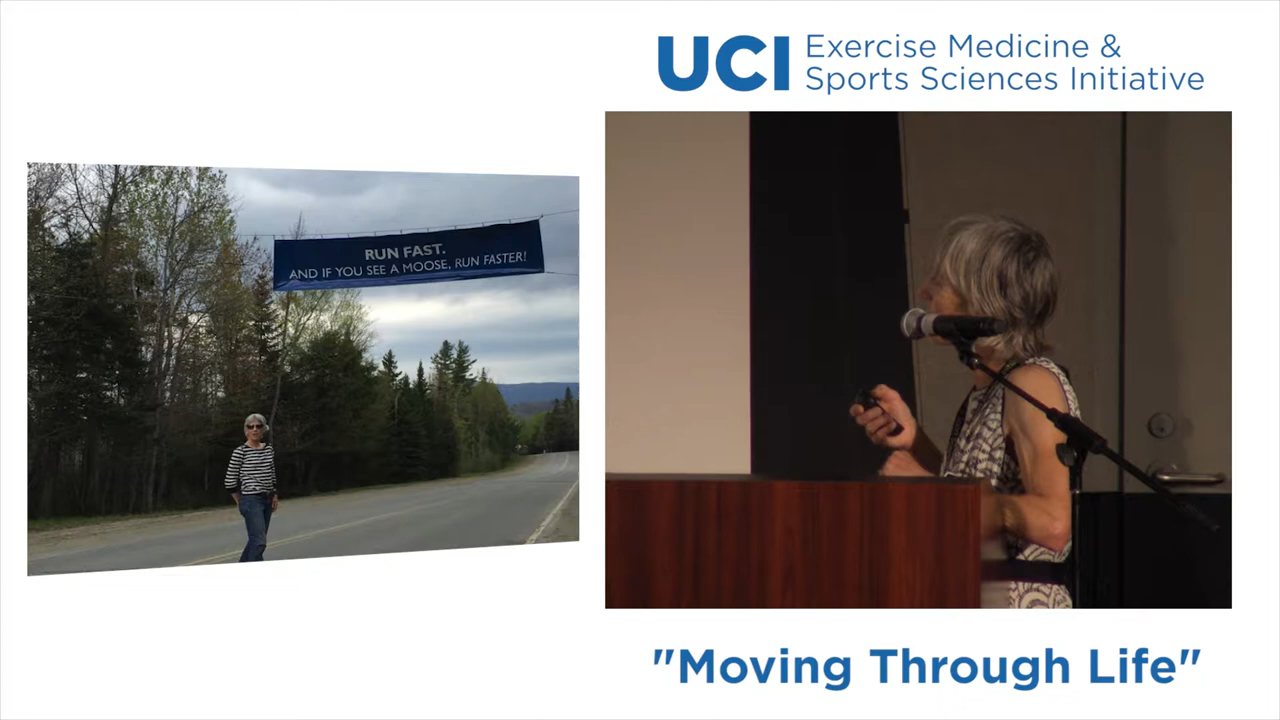 UCI
Exercise Medicine &
Sports Sciences Initiative
RUN FAST.
AND IF YOU SEE A MOOSE, RUN FASTER!
"Moving Through Life"